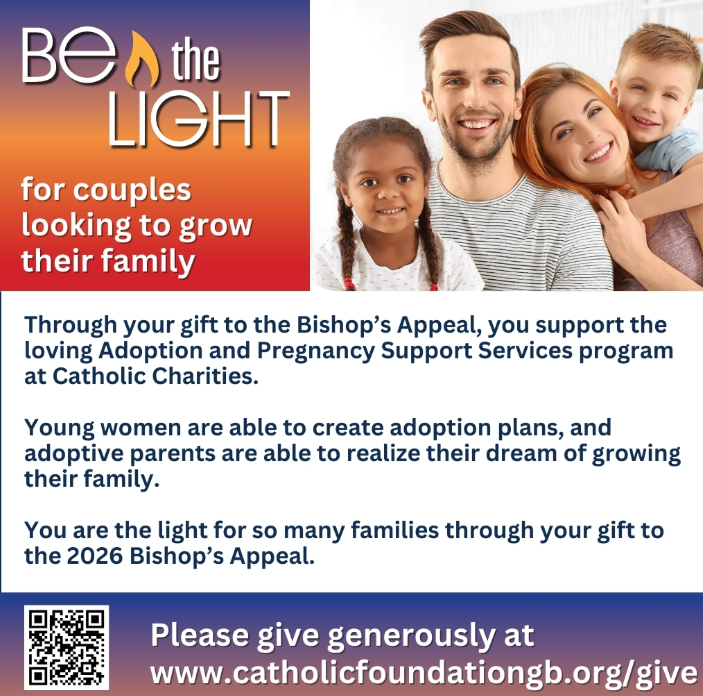 BE the
LIGHT
for couples
looking to grow
their family
Through your gift to the Bishop’s Appeal, you support the
loving Adoption and Pregnancy Support Services program
at Catholic Charities.
Young women are able to create adoption plans, and
adoptive parents are able to realize their dream of growing
their family.
You are the light for so many families through your gift to
the 2026 Bishop’s Appeal.
Please give generously at
www.catholicfoundationgb.org/give